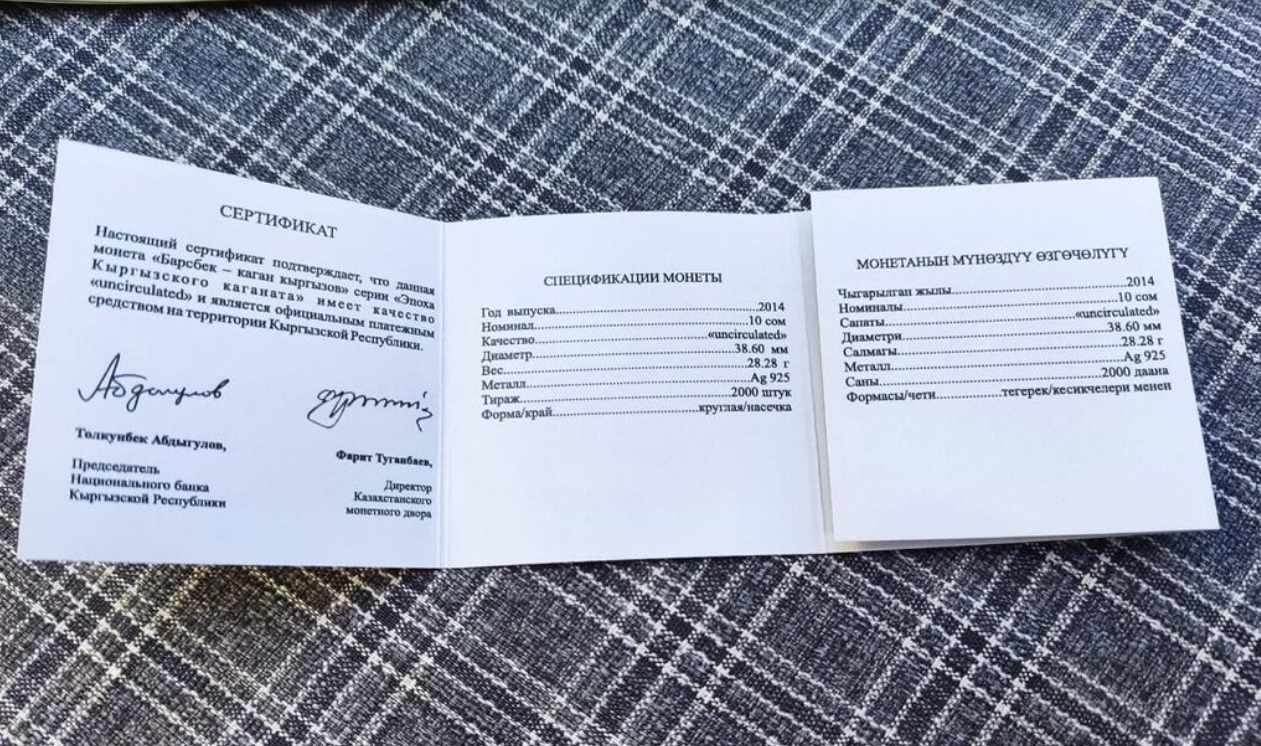 СЕРТИФИКАТ
Настоящий сертификат подтверждает, что данная
монета «Барсбек – каган кыргызов» серии «Эпоха
Кыргызского каганата» имеет качество
«uncirculated» и является официальным платежным
средством на территории Кыргызской Республики.
Толкунбек Абдыгулов,
Председатель
Национального банка
Кыргызской Республики
Фарит Туганбаев,
Директор
Казахстанского
монетного двора
СПЕЦИФИКАЦИИ МОНЕТЫ
Год выпуска....................2014
Номинал....................10 сом
Качество....................«uncirculated»
Диаметр....................38.60 мм
Вес....................28.28 г
Металл....................Ag 925
Тираж....................2000 штук
Форма/край....................круглая/насечка
МОНЕТАНЫН МҮНӨЗДҮҮ ӨЗГӨЧӨЛҮГҮ
Чыгарылган жылы....................2014
Номиналы....................10 сом
Сапаты....................«uncirculated»
Диаметри....................38.60 мм
Салмагы....................28.28 г
Металл....................Ag 925
Саны....................2000 даана
Формасы/чети....................тегерек/кесикчелери менен